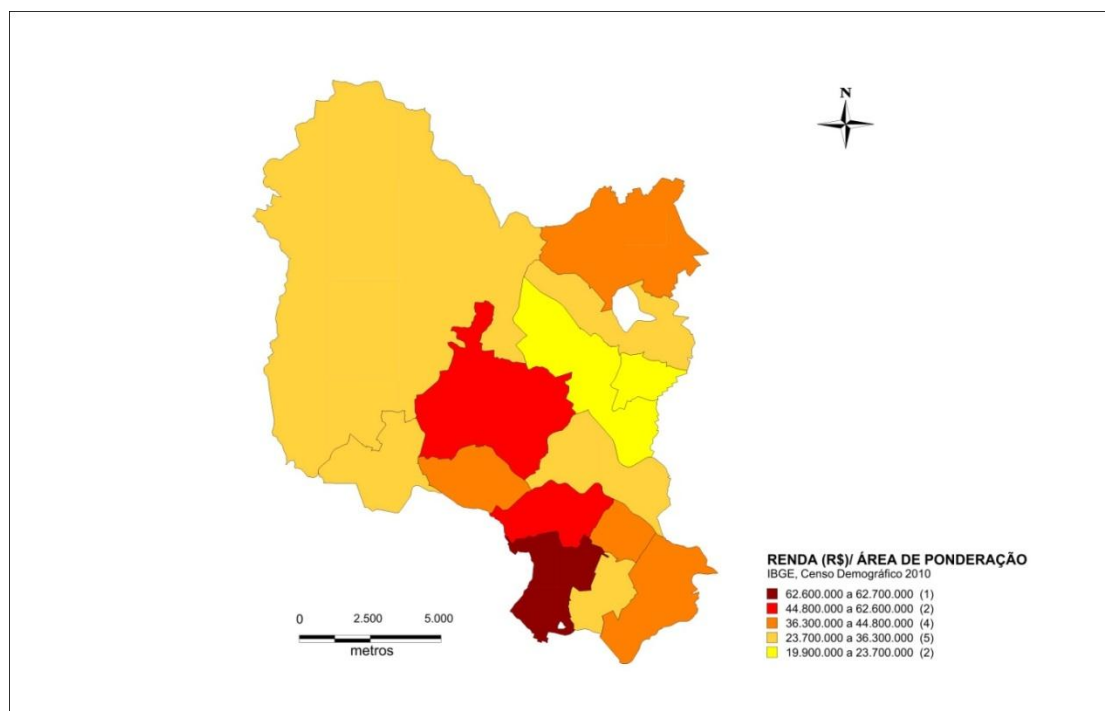 N
RENDA (R$)/ ÁREA DE PONDERAÇÃO
IBGE, Censo Demográfico 2010
62.600.000 a 62.700.000 (1)
44.800.000 a 62.600.000 (2)
36.300.000 a 44.800.000 (4)
23.700.000 a 36.300.000 (5)
19.900.000 a 23.700.000 (2)
0 2.500 5.000
metros